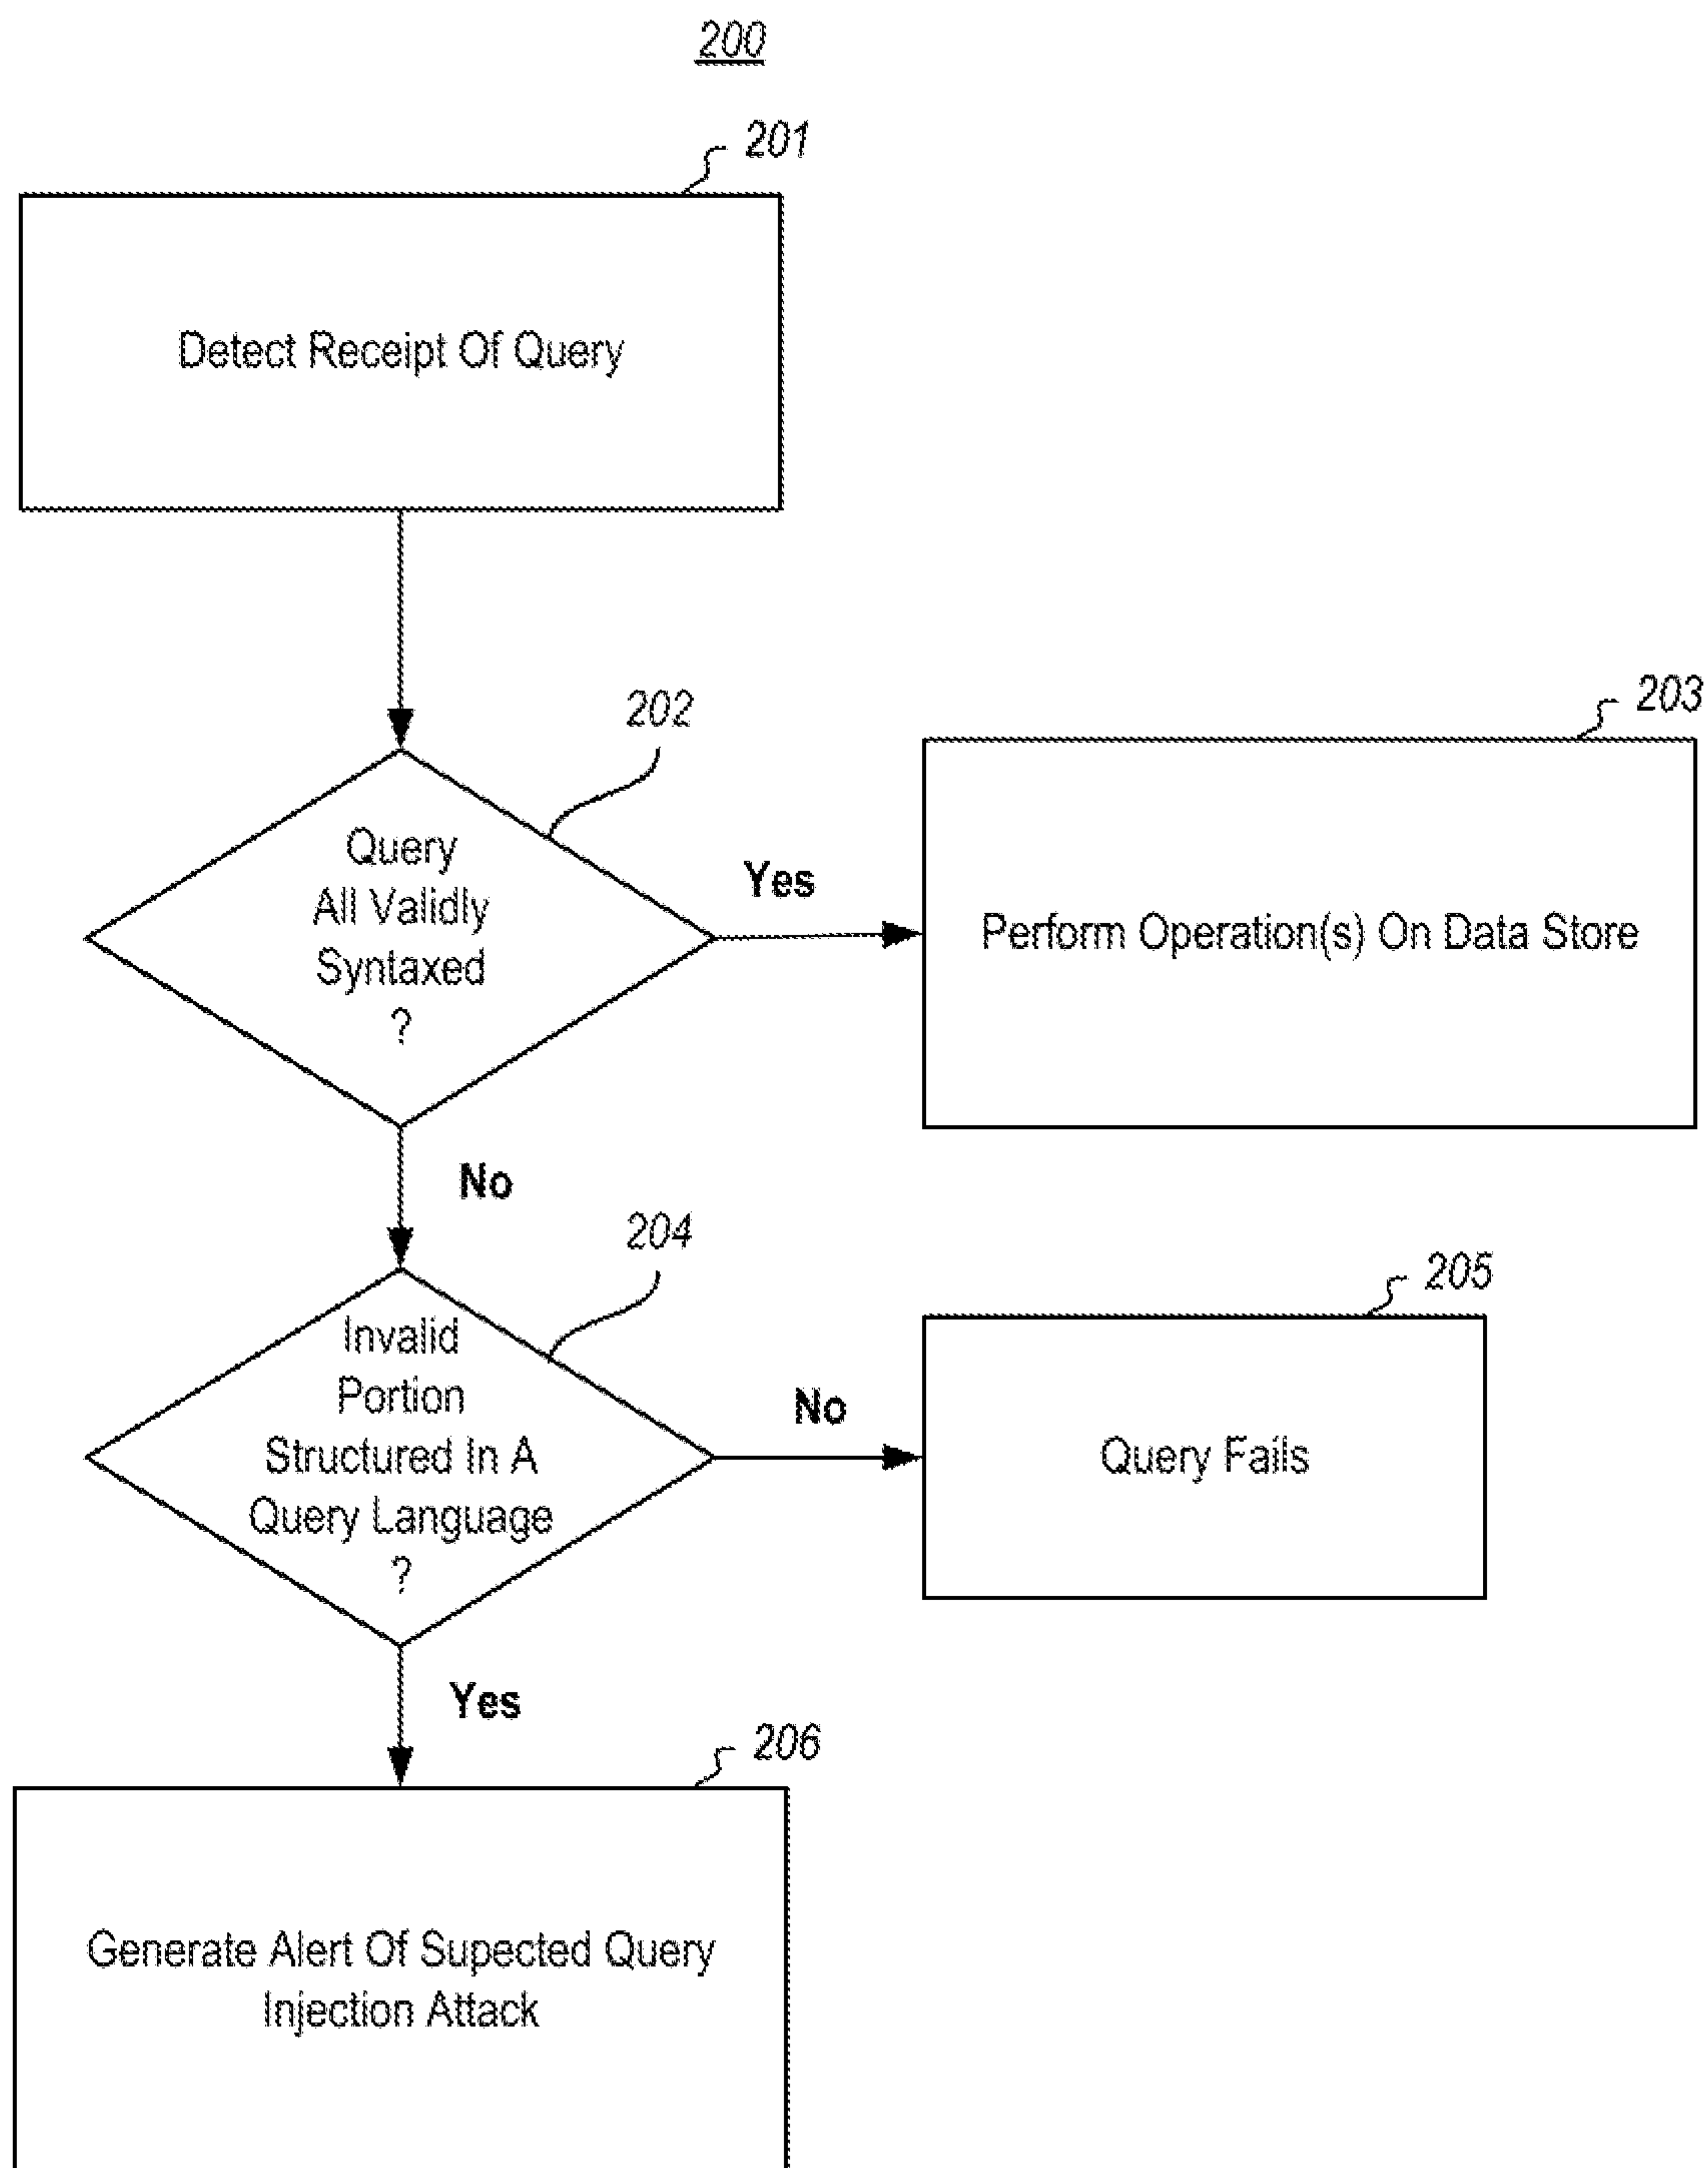 200
201
Detect Receipt Of Query
202
Query
All Validly
Syntaxed
?
Yes
203
Perform Operation(s) On Data Store
No
204
Invalid
Portion
Structured In A
Query Language
?
No
205
Query Fails
Yes
206
Generate Alert Of Supected Query
Injection Attack